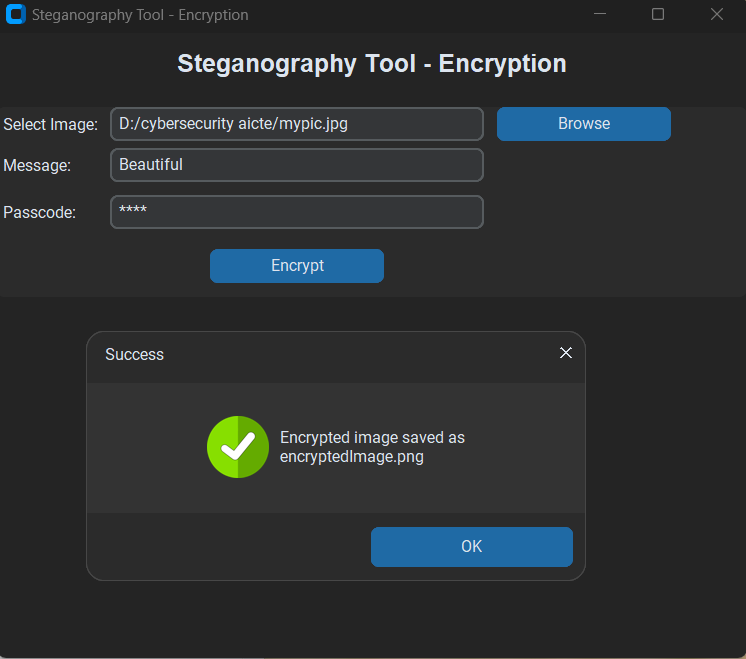 Steganography Tool - Encryption
Steganography Tool - Encryption
Select Image: D:/cybersecurity aicte/mypic.jpg Browse
Message: Beautiful
Passcode: ****
Encrypt
Success
Encrypted image saved as
encryptedImage.png
OK